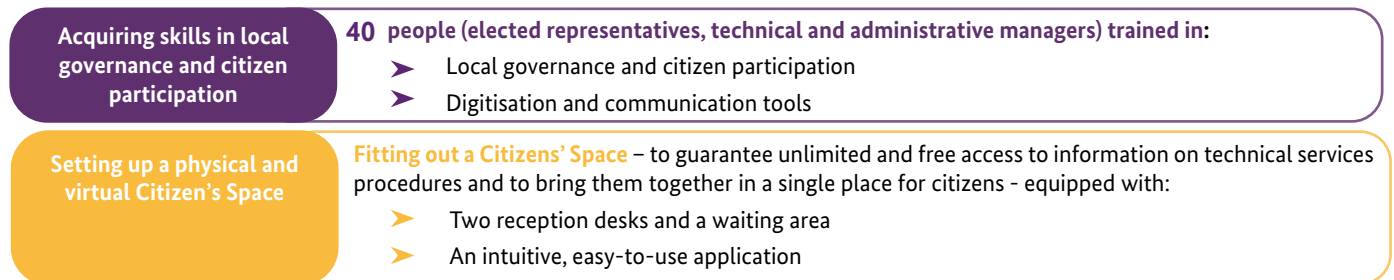 Acquiring skills in local
governance and citizen
participation
40 people (elected representatives, technical and administrative managers) trained in:
➤ Local governance and citizen participation
➤ Digitisation and communication tools
Setting up a physical and
virtual Citizen's Space
Fitting out a Citizens' Space – to guarantee unlimited and free access to information on technical services
procedures and to bring them together in a single place for citizens - equipped with:
➤ Two reception desks and a waiting area
➤ An intuitive, easy-to-use application